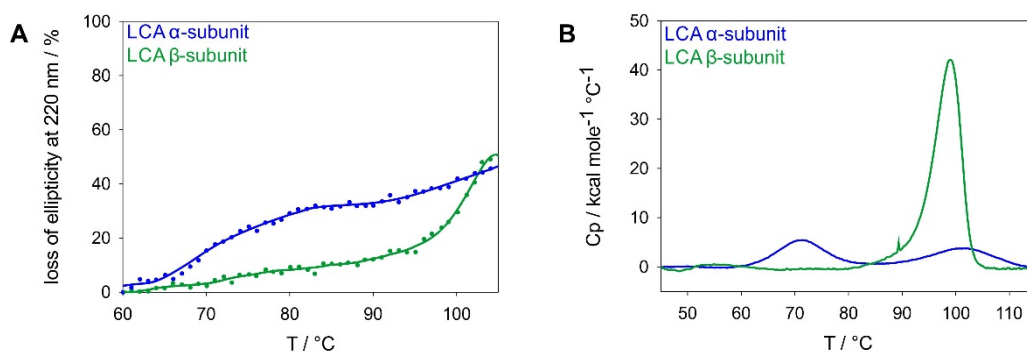 A
LCA α-subunit
LCA β-subunit
loss of ellipticity at 220 nm / %
100
80
60
40
20
0
60
70
80
90
100
T / °C
B
LCA α-subunit
LCA β-subunit
Cp / kcal mole⁻¹ °C⁻¹
50
40
30
20
10
0
50
60
70
80
90
100
110
T / °C